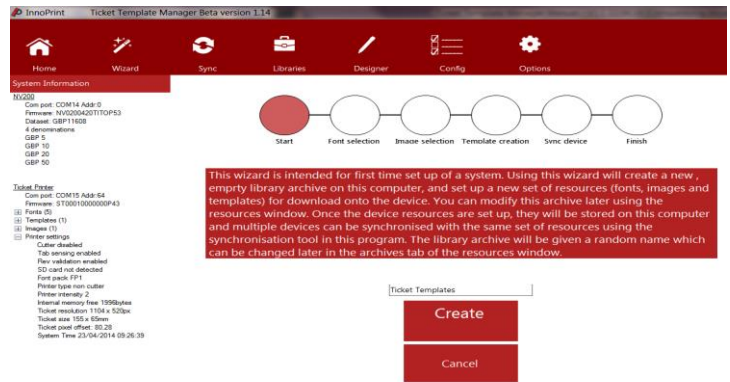 InnoPrint Ticket Template Manager Beta version 1.14
Home Wizard Sync Libraries Designer Config Options
System Information
NV200
Com port: COM14 Addr:0
Firmware: NV0200420TITOP53
Dataset: GBP11608
4 denominations
GBP 5
GBP 10
GBP 20
GBP 50
Ticket Printer
Com port: COM15 Addr:64
Firmware: ST00010000000P43
Fonts (5)
Templates (1)
Images (1)
Printer settings
Cutter disabled
Tab sensing enabled
Rev validation enabled
SD card not detected
Font pack FP1
Printer type non cutter
Printer intensity 2
Internal memory free 1996bytes
Ticket resolution 1104 x 520px
Ticket size 155 x 65mm
Ticket pixel offset: 80.28
System Time 23/04/2014 09:26:39
Start Font selection Image selection Template creation Sync device Finish
This wizard is intended for first time set up of a system. Using this wizard will create a new ,
emprty library archive on this computer, and set up a new set of resources (fonts, images and
templates) for download onto the device. You can modify this archive later using the
resources window. Once the device resources are set up, they will be stored on this computer
and multiple devices can be synchronised with the same set of resources using the
synchronisation tool in this program. The library archive will be given a random name which
can be changed later in the archives tab of the resources window.
Ticket Templates
Create
Cancel